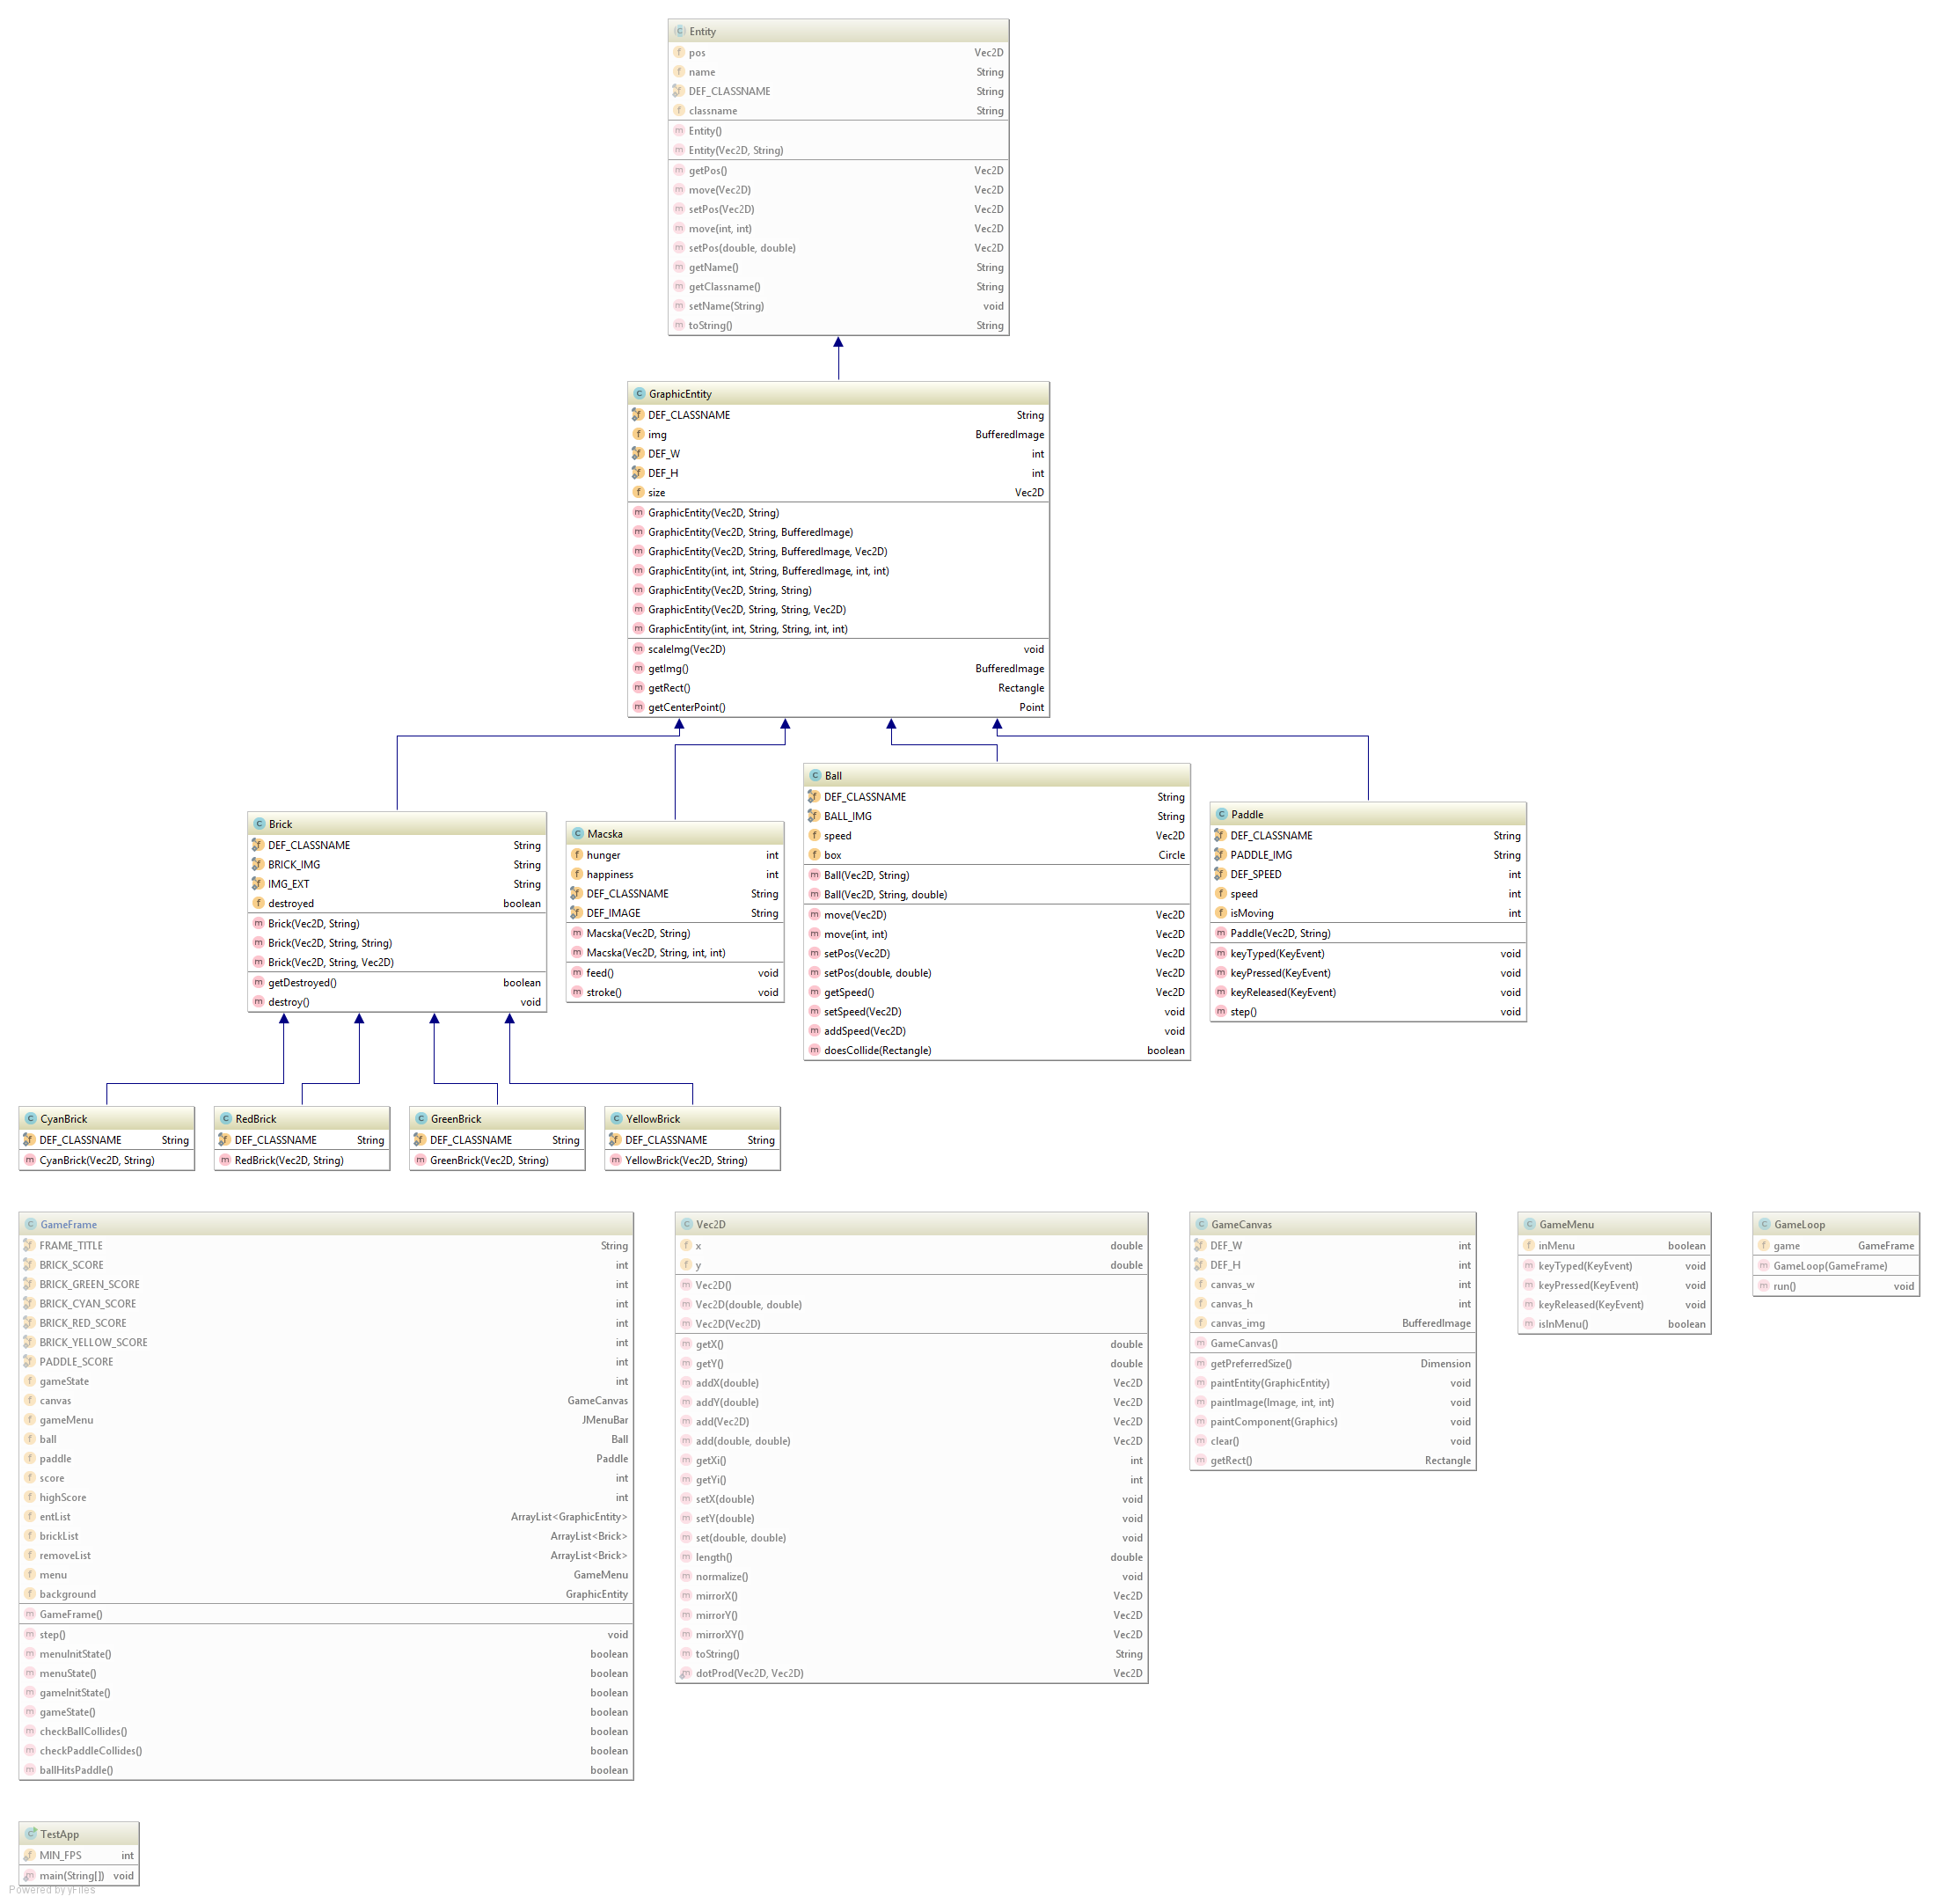 Entity
pos Vec2D
name String
DEF_CLASSNAME String
classname String
Entity()
Entity(Vec2D, String)
getPos() Vec2D
move(Vec2D) Vec2D
setPos(Vec2D) Vec2D
move(int, int) Vec2D
setPos(double, double) Vec2D
getName() String
getClassname() String
setName(String) void
toString() String
GraphicEntity
DEF_CLASSNAME String
img BufferedImage
DEF_W int
DEF_H int
size Vec2D
GraphicEntity(Vec2D, String)
GraphicEntity(Vec2D, String, BufferedImage)
GraphicEntity(Vec2D, String, BufferedImage, Vec2D)
GraphicEntity(int, int, String, BufferedImage, int, int)
GraphicEntity(Vec2D, String, String)
GraphicEntity(Vec2D, String, String, Vec2D)
GraphicEntity(int, int, String, String, int, int)
scaleImg(Vec2D) void
getImg() BufferedImage
getRect() Rectangle
getCenterPoint() Point
Brick
DEF_CLASSNAME String
BRICK_IMG String
IMG_EXT String
destroyed boolean
Brick(Vec2D, String)
Brick(Vec2D, String, String)
Brick(Vec2D, String, Vec2D)
getDestroyed() boolean
destroy() void
Macska
hunger int
happiness int
DEF_CLASSNAME String
DEF_IMAGE String
Macska(Vec2D, String)
Macska(Vec2D, String, int, int)
feed() void
stroke() void
Ball
DEF_CLASSNAME String
BALL_IMG String
speed Vec2D
box Circle
Ball(Vec2D, String)
Ball(Vec2D, String, double)
move(Vec2D) Vec2D
move(int, int) Vec2D
setPos(Vec2D) Vec2D
setPos(double, double) Vec2D
getSpeed() Vec2D
setSpeed(Vec2D) void
addSpeed(Vec2D) void
doesCollide(Rectangle) boolean
Paddle
DEF_CLASSNAME String
PADDLE_IMG String
DEF_SPEED int
speed int
isMoving int
Paddle(Vec2D, String)
keyTyped(KeyEvent) void
keyPressed(KeyEvent) void
keyReleased(KeyEvent) void
step() void
CyanBrick
DEF_CLASSNAME String
CyanBrick(Vec2D, String)
RedBrick
DEF_CLASSNAME String
RedBrick(Vec2D, String)
GreenBrick
DEF_CLASSNAME String
GreenBrick(Vec2D, String)
YellowBrick
DEF_CLASSNAME String
YellowBrick(Vec2D, String)
GameFrame
FRAME_TITLE String
BRICK_SCORE int
BRICK_GREEN_SCORE int
BRICK_CYAN_SCORE int
BRICK_RED_SCORE int
BRICK_YELLOW_SCORE int
PADDLE_SCORE int
gameState int
canvas GameCanvas
gameMenu JMenuBar
ball Ball
paddle Paddle
score int
highScore int
entList ArrayList<GraphicEntity>
brickList ArrayList<Brick>
removeList ArrayList<Brick>
menu GameMenu
background GraphicEntity
GameFrame()
step() void
menuInitState() boolean
menuState() boolean
gameInitState() boolean
gameState() boolean
checkBallCollides() boolean
checkPaddleCollides() boolean
ballHitsPaddle() boolean
Vec2D
x double
y double
Vec2D()
Vec2D(double, double)
Vec2D(Vec2D)
getX() double
getY() double
addX(double) Vec2D
addY(double) Vec2D
add(Vec2D) Vec2D
add(double, double) Vec2D
getXi() int
getYi() int
setX(double) void
setY(double) void
set(double, double) void
length() double
normalize() void
mirrorX() Vec2D
mirrorY() Vec2D
mirrorXY() Vec2D
toString() String
dotProd(Vec2D, Vec2D) Vec2D
GameCanvas
DEF_W int
DEF_H int
canvas_w int
canvas_h int
canvas_img BufferedImage
GameCanvas()
getPreferredSize() Dimension
paintEntity(GraphicEntity) void
paintImage(Image, int, int) void
paintComponent(Graphics) void
clear() void
getRect() Rectangle
GameMenu
inMenu boolean
keyTyped(KeyEvent) void
keyPressed(KeyEvent) void
keyReleased(KeyEvent) void
isInMenu() boolean
GameLoop
game GameFrame
GameLoop(GameFrame)
run() void
TestApp
MIN_FPS int
main(String[]) void
Powered by yFiles